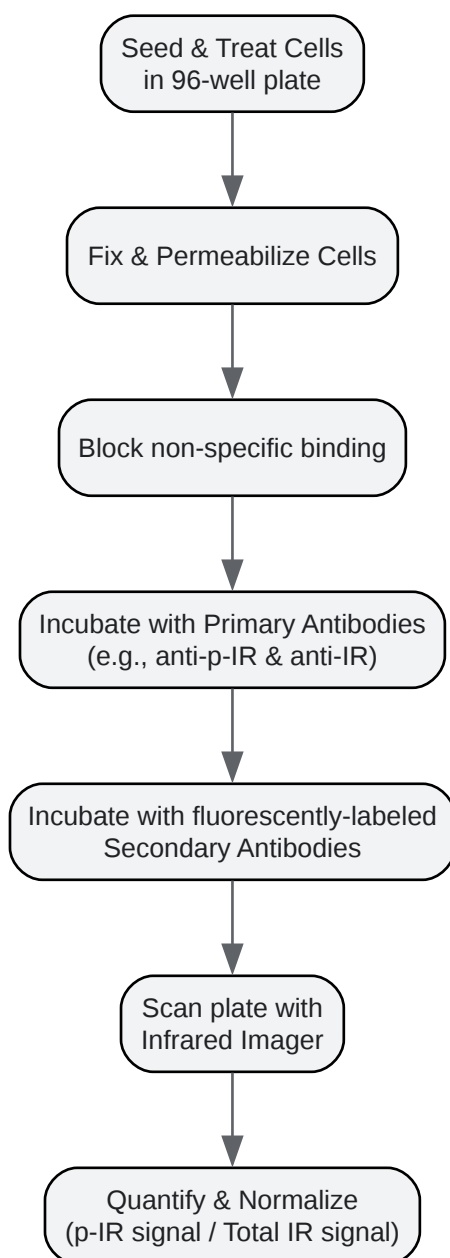 Seed & Treat Cells
in 96-well plate
Fix & Permeabilize Cells
Block non-specific binding
Incubate with Primary Antibodies
(e.g., anti-p-IR & anti-IR)
Incubate with fluorescently-labeled
Secondary Antibodies
Scan plate with
Infrared Imager
Quantify & Normalize
(p-IR signal / Total IR signal)